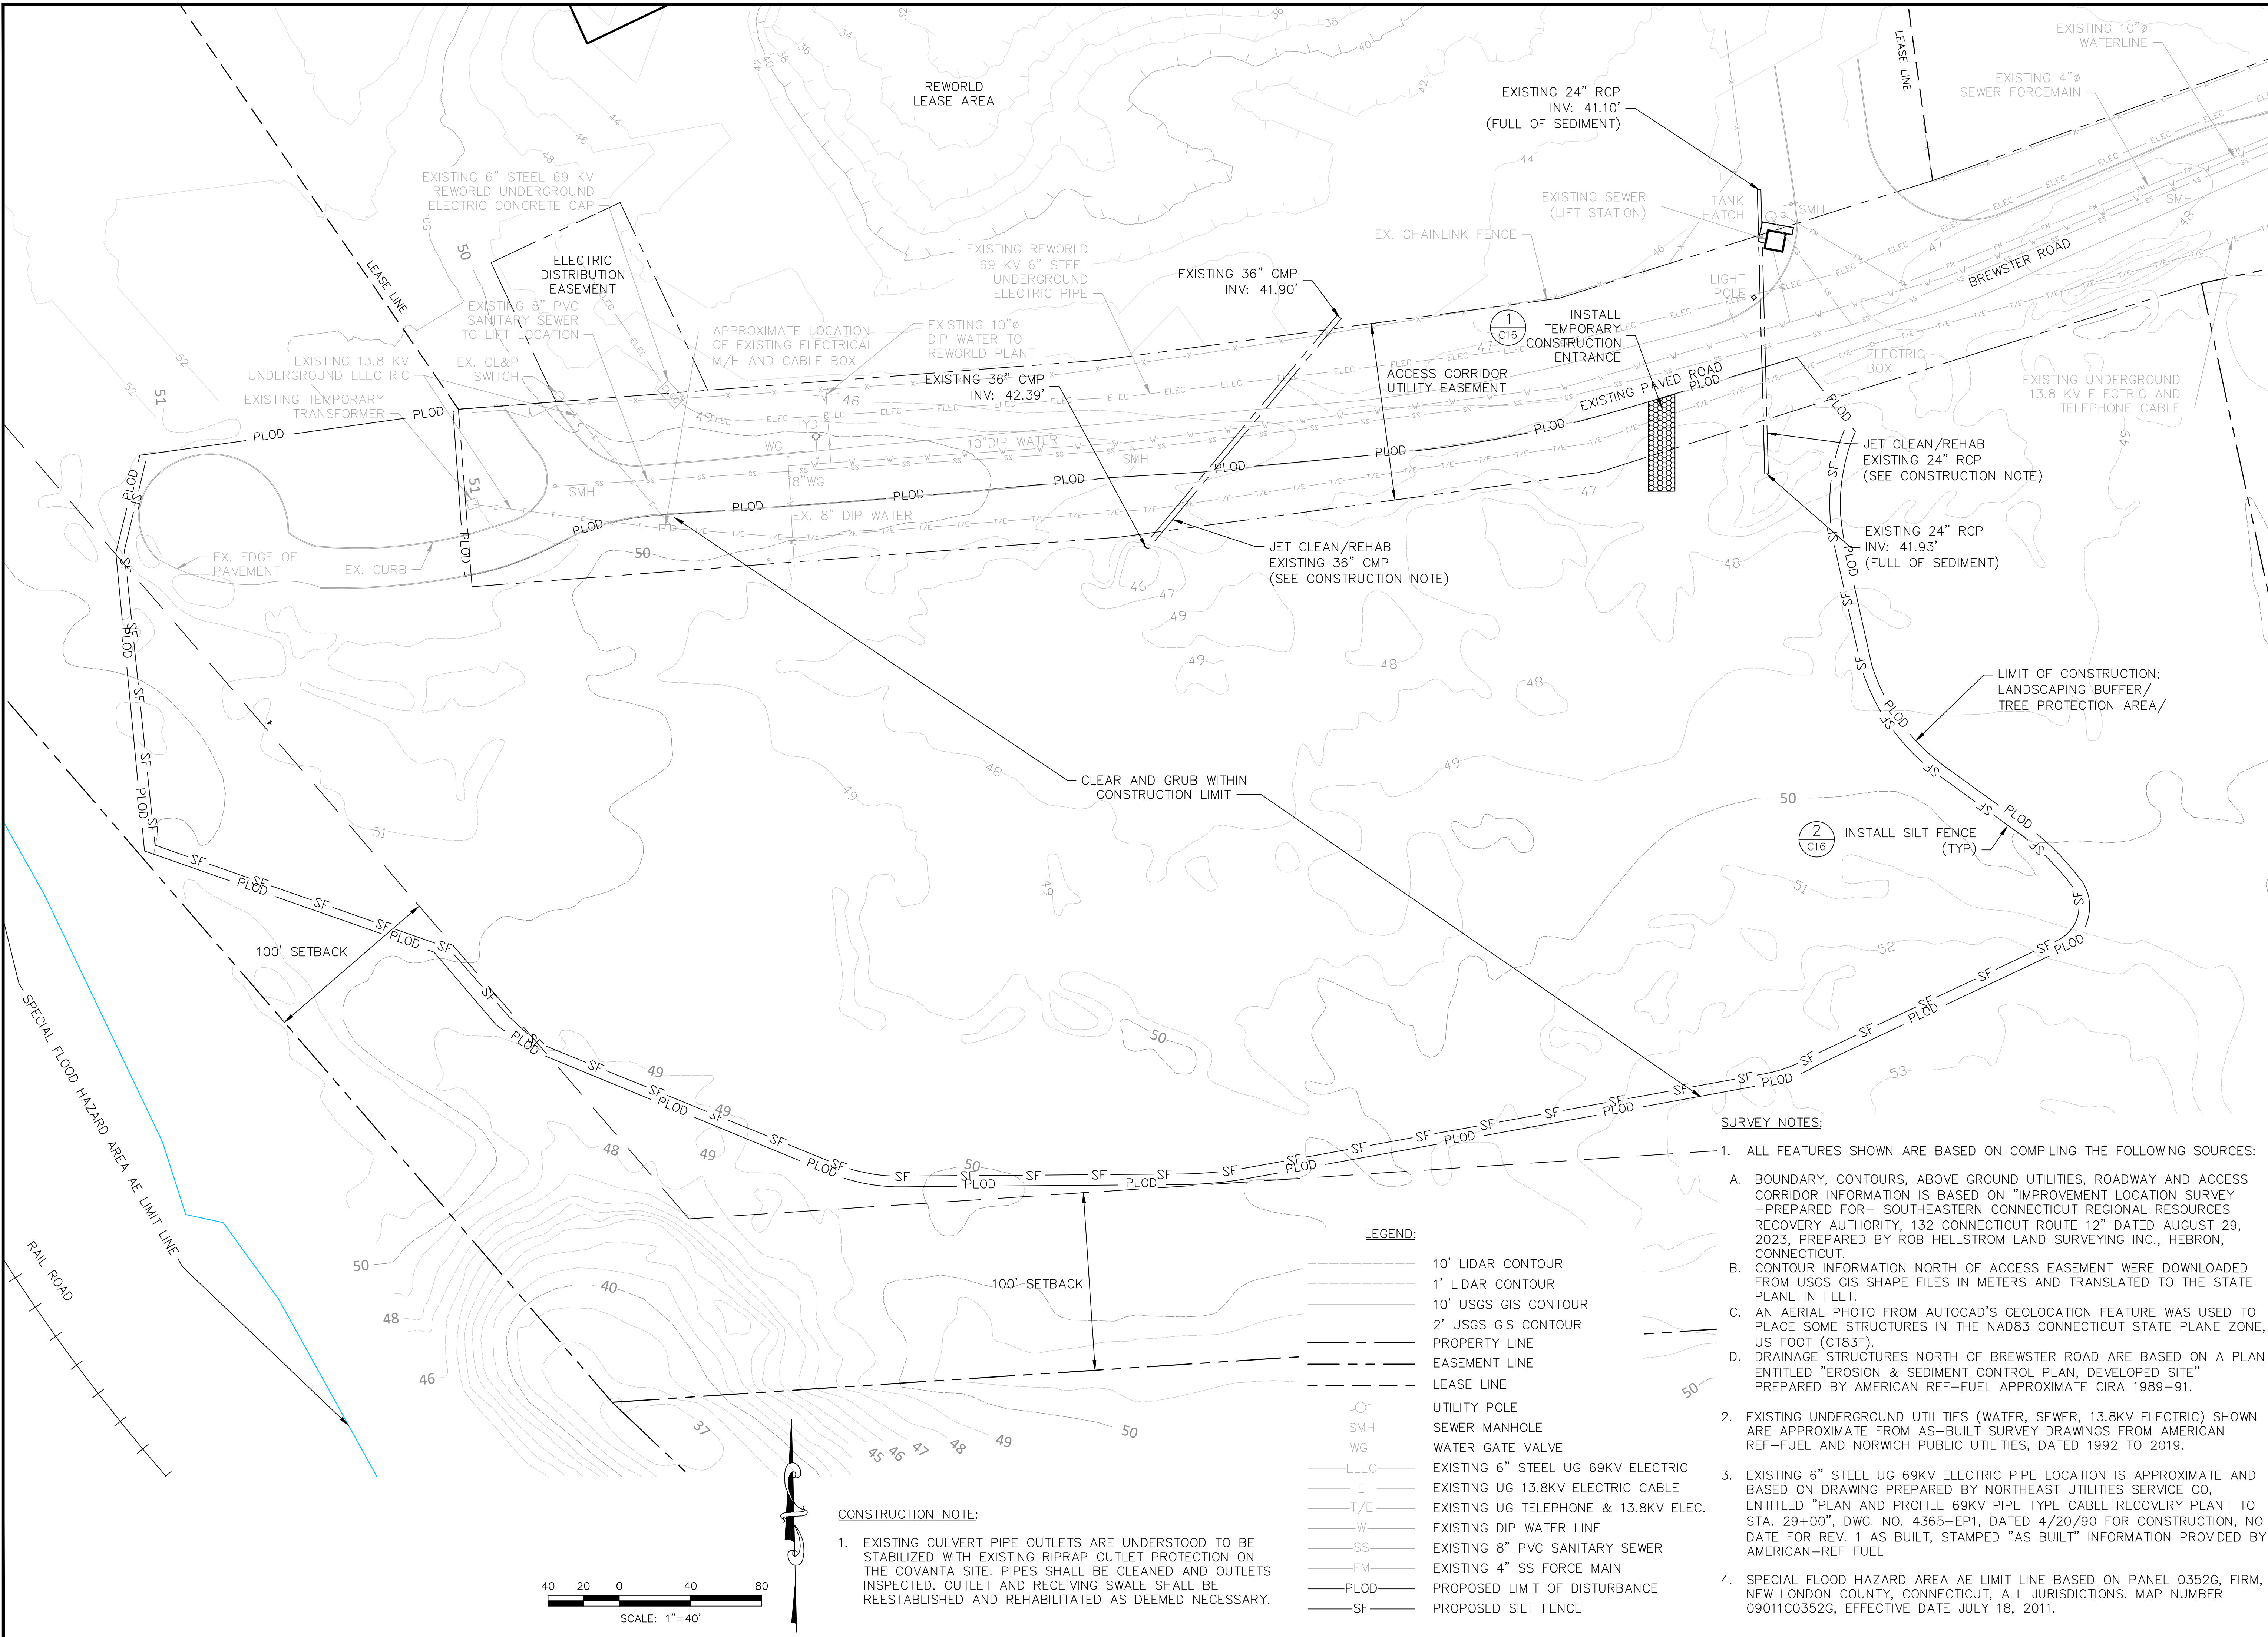 REWORLD
LEASE AREA
LEASE LINE
LEASE LINE
EXISTING 10"ø
WATERLINE
EXISTING 4"ø
SEWER FORCEMAIN
EXISTING 24" RCP
INV: 41.10'
(FULL OF SEDIMENT)
EXISTING 6" STEEL 69 KV
REWORLD UNDERGROUND
ELECTRIC CONCRETE CAP
ELECTRIC
DISTRIBUTION
EASEMENT
EXISTING REWORLD
69 KV 6" STEEL
UNDERGROUND
ELECTRIC PIPE
EXISTING 36" CMP
INV: 41.90'
EX. CHAINLINK FENCE
EXISTING SEWER
(LIFT STATION)
TANK
HATCH
SMH
SMH
LIGHT
POLE
BREWSTER ROAD
EXISTING 8" PVC
SANITARY SEWER
TO LIFT LOCATION
APPROXIMATE LOCATION
OF EXISTING ELECTRICAL
M/H AND CABLE BOX
EXISTING 10"ø
DIP WATER TO
REWORLD PLANT
1
C16
INSTALL
TEMPORARY
CONSTRUCTION
ENTRANCE
EXISTING 13.8 KV
UNDERGROUND ELECTRIC
EX. CL&P
SWITCH
EXISTING TEMPORARY
TRANSFORMER
EXISTING 36" CMP
INV: 42.39'
ACCESS CORRIDOR
UTILITY EASEMENT
EXISTING PAVED ROAD
ELECTRIC
BOX
EXISTING UNDERGROUND
13.8 KV ELECTRIC AND
TELEPHONE CABLE
HYD
WG
10"DIP WATER
SMH
SMH
8"WG
EX. 8" DIP WATER
JET CLEAN/REHAB
EXISTING 24" RCP
(SEE CONSTRUCTION NOTE)
EXISTING 24" RCP
INV: 41.93'
(FULL OF SEDIMENT)
EX. EDGE OF
PAVEMENT
EX. CURB
JET CLEAN/REHAB
EXISTING 36" CMP
(SEE CONSTRUCTION NOTE)
LIMIT OF CONSTRUCTION;
LANDSCAPING BUFFER/
TREE PROTECTION AREA/
CLEAR AND GRUB WITHIN
CONSTRUCTION LIMIT
2
C16
INSTALL SILT FENCE
(TYP)
100' SETBACK
SPECIAL FLOOD HAZARD AREA AE LIMIT LINE
RAIL ROAD
100' SETBACK
40 20 0 40 80
SCALE: 1"=40'
CONSTRUCTION NOTE:
1. EXISTING CULVERT PIPE OUTLETS ARE UNDERSTOOD TO BE
STABILIZED WITH EXISTING RIPRAP OUTLET PROTECTION ON
THE COVANTA SITE. PIPES SHALL BE CLEANED AND OUTLETS
INSPECTED. OUTLET AND RECEIVING SWALE SHALL BE
REESTABLISHED AND REHABILITATED AS DEEMED NECESSARY.
LEGEND:
10' LIDAR CONTOUR
1' LIDAR CONTOUR
10' USGS GIS CONTOUR
2' USGS GIS CONTOUR
PROPERTY LINE
EASEMENT LINE
LEASE LINE
UTILITY POLE
SMH SEWER MANHOLE
WG WATER GATE VALVE
ELEC EXISTING 6" STEEL UG 69KV ELECTRIC
E EXISTING UG 13.8KV ELECTRIC CABLE
T/E EXISTING UG TELEPHONE & 13.8KV ELEC.
W EXISTING DIP WATER LINE
SS EXISTING 8" PVC SANITARY SEWER
FM EXISTING 4" SS FORCE MAIN
PLOD PROPOSED LIMIT OF DISTURBANCE
SF PROPOSED SILT FENCE
SURVEY NOTES:
1. ALL FEATURES SHOWN ARE BASED ON COMPILING THE FOLLOWING SOURCES:
A. BOUNDARY, CONTOURS, ABOVE GROUND UTILITIES, ROADWAY AND ACCESS
CORRIDOR INFORMATION IS BASED ON "IMPROVEMENT LOCATION SURVEY
-PREPARED FOR- SOUTHEASTERN CONNECTICUT REGIONAL RESOURCES
RECOVERY AUTHORITY, 132 CONNECTICUT ROUTE 12" DATED AUGUST 29,
2023, PREPARED BY ROB HELLSTROM LAND SURVEYING INC., HEBRON,
CONNECTICUT.
B. CONTOUR INFORMATION NORTH OF ACCESS EASEMENT WERE DOWNLOADED
FROM USGS GIS SHAPE FILES IN METERS AND TRANSLATED TO THE STATE
PLANE IN FEET.
C. AN AERIAL PHOTO FROM AUTOCAD'S GEOLOCATION FEATURE WAS USED TO
PLACE SOME STRUCTURES IN THE NAD83 CONNECTICUT STATE PLANE ZONE,
US FOOT (CT83F).
D. DRAINAGE STRUCTURES NORTH OF BREWSTER ROAD ARE BASED ON A PLAN
ENTITLED "EROSION & SEDIMENT CONTROL PLAN, DEVELOPED SITE"
PREPARED BY AMERICAN REF-FUEL APPROXIMATE CIRA 1989-91.
2. EXISTING UNDERGROUND UTILITIES (WATER, SEWER, 13.8KV ELECTRIC) SHOWN
ARE APPROXIMATE FROM AS-BUILT SURVEY DRAWINGS FROM AMERICAN
REF-FUEL AND NORWICH PUBLIC UTILITIES, DATED 1992 TO 2019.
3. EXISTING 6" STEEL UG 69KV ELECTRIC PIPE LOCATION IS APPROXIMATE AND
BASED ON DRAWING PREPARED BY NORTHEAST UTILITIES SERVICE CO,
ENTITLED "PLAN AND PROFILE 69KV PIPE TYPE CABLE RECOVERY PLANT TO
STA. 29+00", DWG. NO. 4365-EP1, DATED 4/20/90 FOR CONSTRUCTION, NO
DATE FOR REV. 1 AS BUILT, STAMPED "AS BUILT" INFORMATION PROVIDED BY
AMERICAN-REF FUEL
4. SPECIAL FLOOD HAZARD AREA AE LIMIT LINE BASED ON PANEL 0352G, FIRM,
NEW LONDON COUNTY, CONNECTICUT, ALL JURISDICTIONS. MAP NUMBER
09011C0352G, EFFECTIVE DATE JULY 18, 2011.